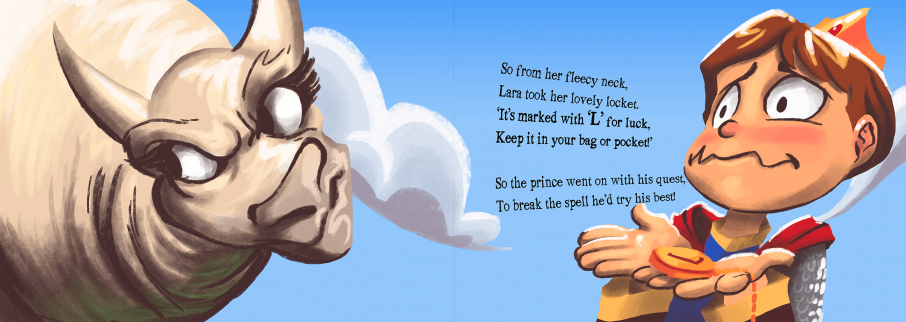 So from her fleecy neck,
Lara took her lovely locket.
‘It’s marked with ‘L’ for luck,
Keep it in your bag or pocket!’
So the prince went on with his quest,
To break the spell he’d try his best!
L